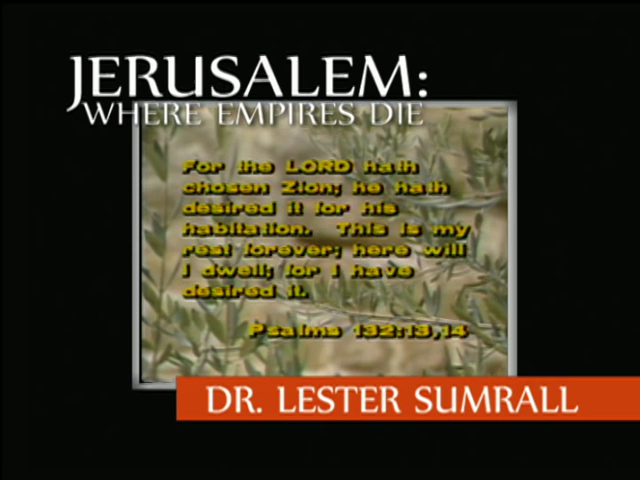 JERUSALEM:
WHERE EMPIRES DIE
For the LORD hath
chosen Zion; he hath
desired it for his
habitation. This is my
rest forever; here will
I dwell; for I have
desired it.
Psalms 132:13,14
DR. LESTER SUMRALL